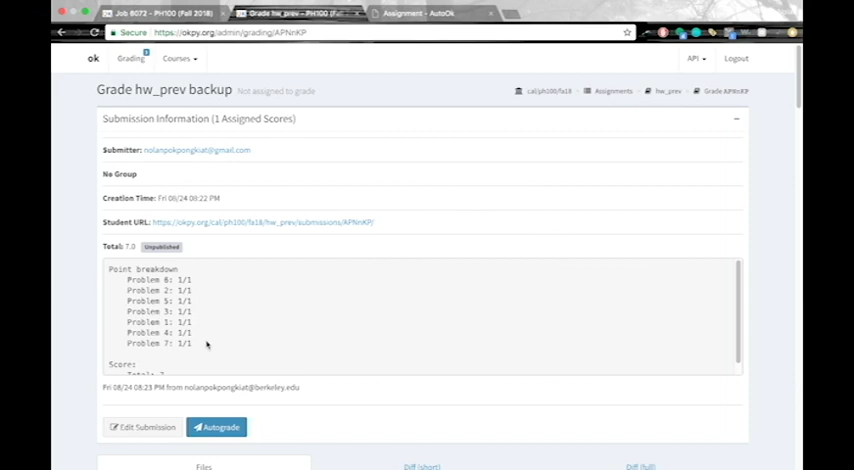 Job 6072 - PH100 (Fall 2018)
Grade hw_prev – PH100 (Fa
Assignment - AutoOk
Secure
https://okpy.org/admin/grading/APNnKP
ok
Grading
Courses
API
Logout
Grade hw_prev backup Not assigned to grade
cal/ph100/fa18
Assignments
hw_prev
Grade APNnKP
Submission Information (1 Assigned Scores)
Submitter: nolanpokpongkiat@gmail.com
No Group
Creation Time: Fri 08/24 08:22 PM
Student URL: https://okpy.org/cal/ph100/fa18/hw_prev/submissions/APNnKP/
Total: 7.0 Unpublished
Point breakdown
Problem 6: 1/1
Problem 2: 1/1
Problem 5: 1/1
Problem 3: 1/1
Problem 1: 1/1
Problem 4: 1/1
Problem 7: 1/1
Score:
Total: 7
Fri 08/24 08:23 PM from nolanpokpongkiat@berkeley.edu
Edit Submission
Autograde
Files
Diff (short)
Diff (full)